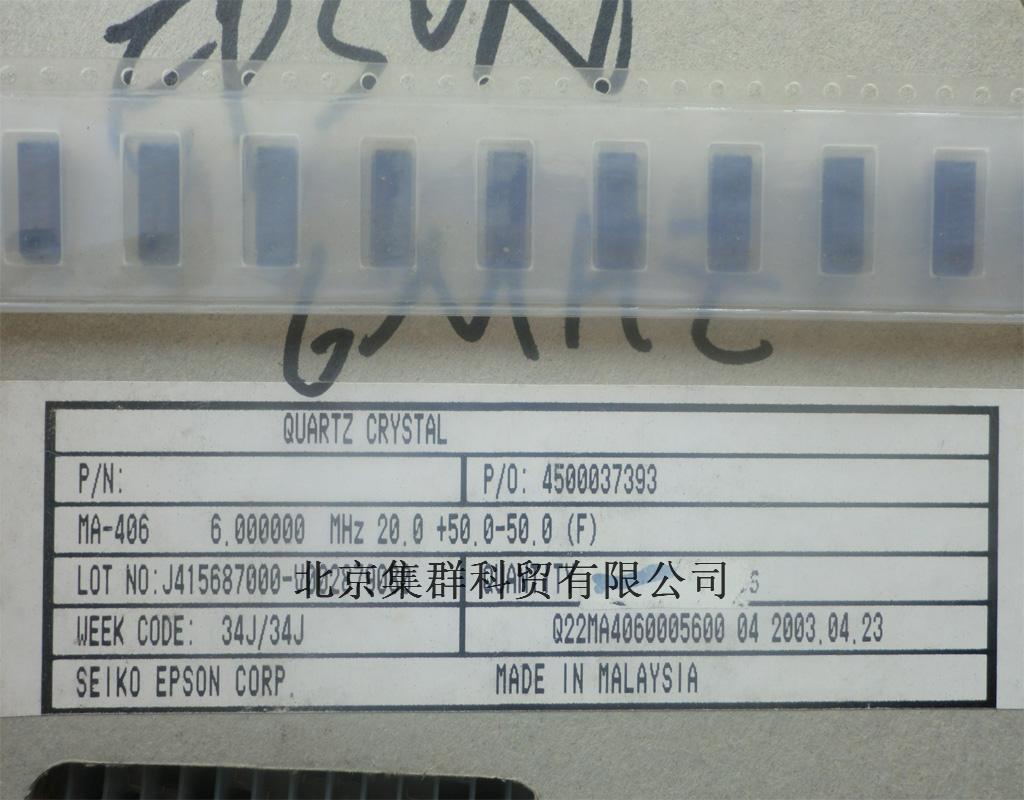 EPSON
6MHZ
QUARTZ CRYSTAL
P/N:
P/O: 4500037393
MA-406 6.000000 MHz 20.0 +50.0-50.0 (F)
LOT NO:
QUANTITY
北京集群科贸有限公司
WEEK CODE: 34J/34J
Q22MA4060005600 04 2003.04.23
SEIKO EPSON CORP.
MADE IN MALAYSIA